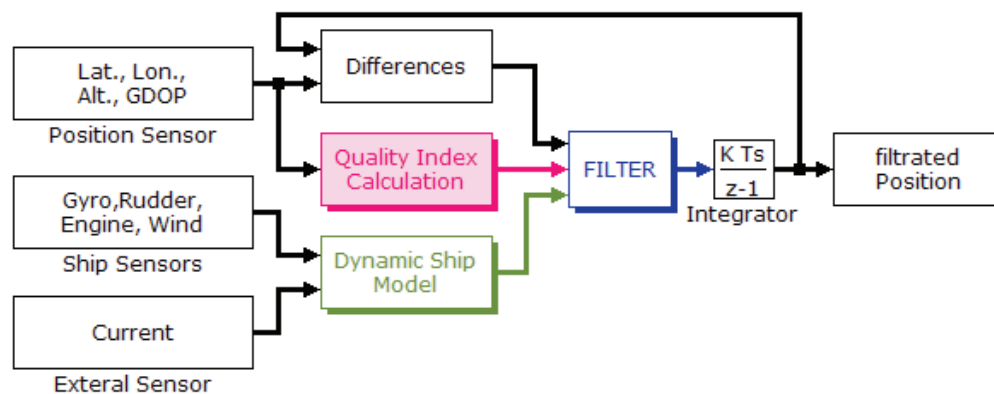 Lat., Lon.,
Alt., GDOP
Position Sensor
Differences
Quality Index
Calculation
FILTER
K Ts
z-1
Integrator
filtrated
Position
Gyro,Rudder,
Engine, Wind
Ship Sensors
Dynamic Ship
Model
Current
Exteral Sensor